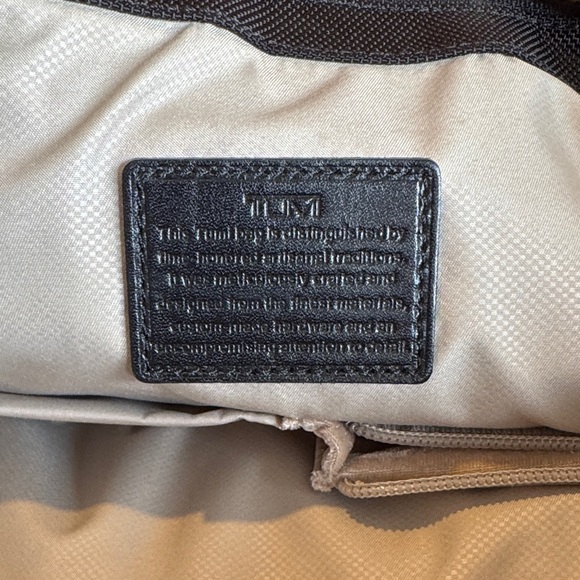 TUMI
This Tumi bag is distinguished by
time-honored artisanal traditions.
It was meticulously crafted and
designed from the finest materials,
custom-made hardware and an
uncompromising attention to detail.